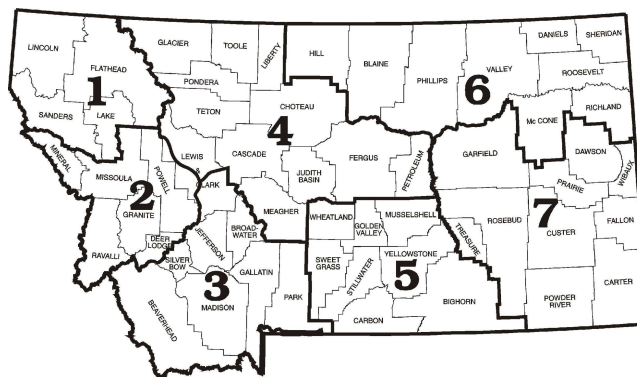 LINCOLN
FLATHEAD
1
SANDERS
LAKE
GLACIER
TOOLE
LIBERTY
PONDERA
TETON
CHOTEAU
4
LEWIS
&
CLARK
CASCADE
JUDITH
BASIN
FERGUS
PETROLEUM
MEAGHER
HILL
BLAINE
PHILLIPS
VALLEY
6
DANIELS
SHERIDAN
ROOSEVELT
Mc CONE
RICHLAND
MINERAL
MISSOULA
2
POWELL
GRANITE
DEER
LODGE
RAVALLI
SILVER
BOW
JEFFERSON
BROAD-
WATER
3
GALLATIN
MADISON
PARK
BEAVERHEAD
WHEATLAND
GOLDEN
VALLEY
MUSSELSHELL
SWEET
GRASS
STILLWATER
YELLOWSTONE
5
CARBON
BIGHORN
GARFIELD
DAWSON
PRAIRIE
WIBAUX
ROSEBUD
TREASURE
7
CUSTER
FALLON
POWDER
RIVER
CARTER